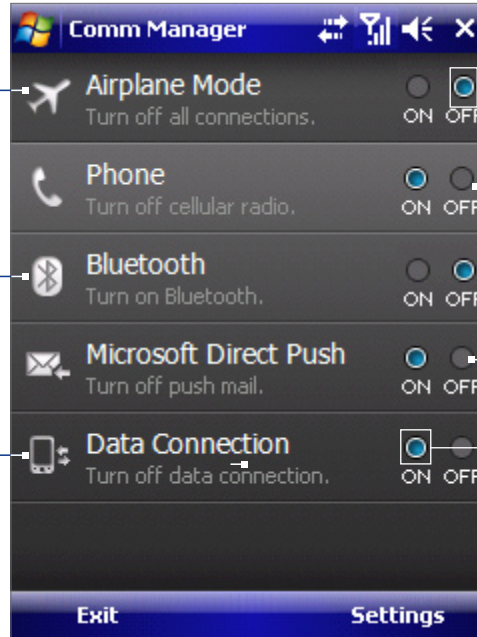 Comm Manager
Airplane Mode
Turn off all connections.
ON OFF
Phone
Turn off cellular radio.
ON OFF
Bluetooth
Turn on Bluetooth.
ON OFF
Microsoft Direct Push
Turn off push mail.
ON OFF
Data Connection
Turn off data connection.
ON OFF
Exit Settings